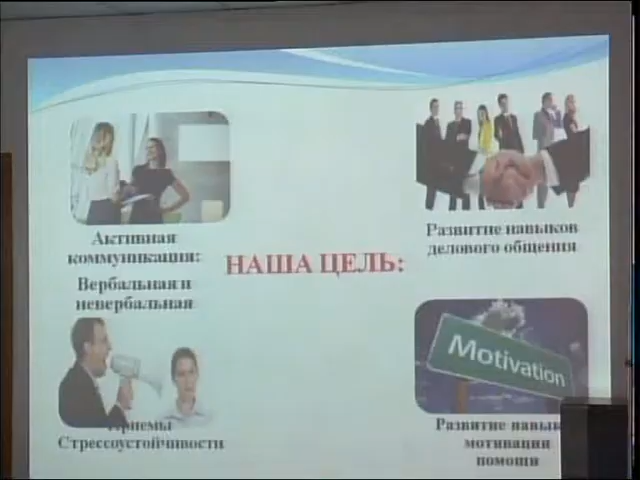 Активная
коммуникация:
Вербальная и
невербальная
НАША ЦЕЛЬ:
Развитие навыков
делового общения
Приемы
Стрессоустойчивости
Motivation
Развитие
мотивации
помощи